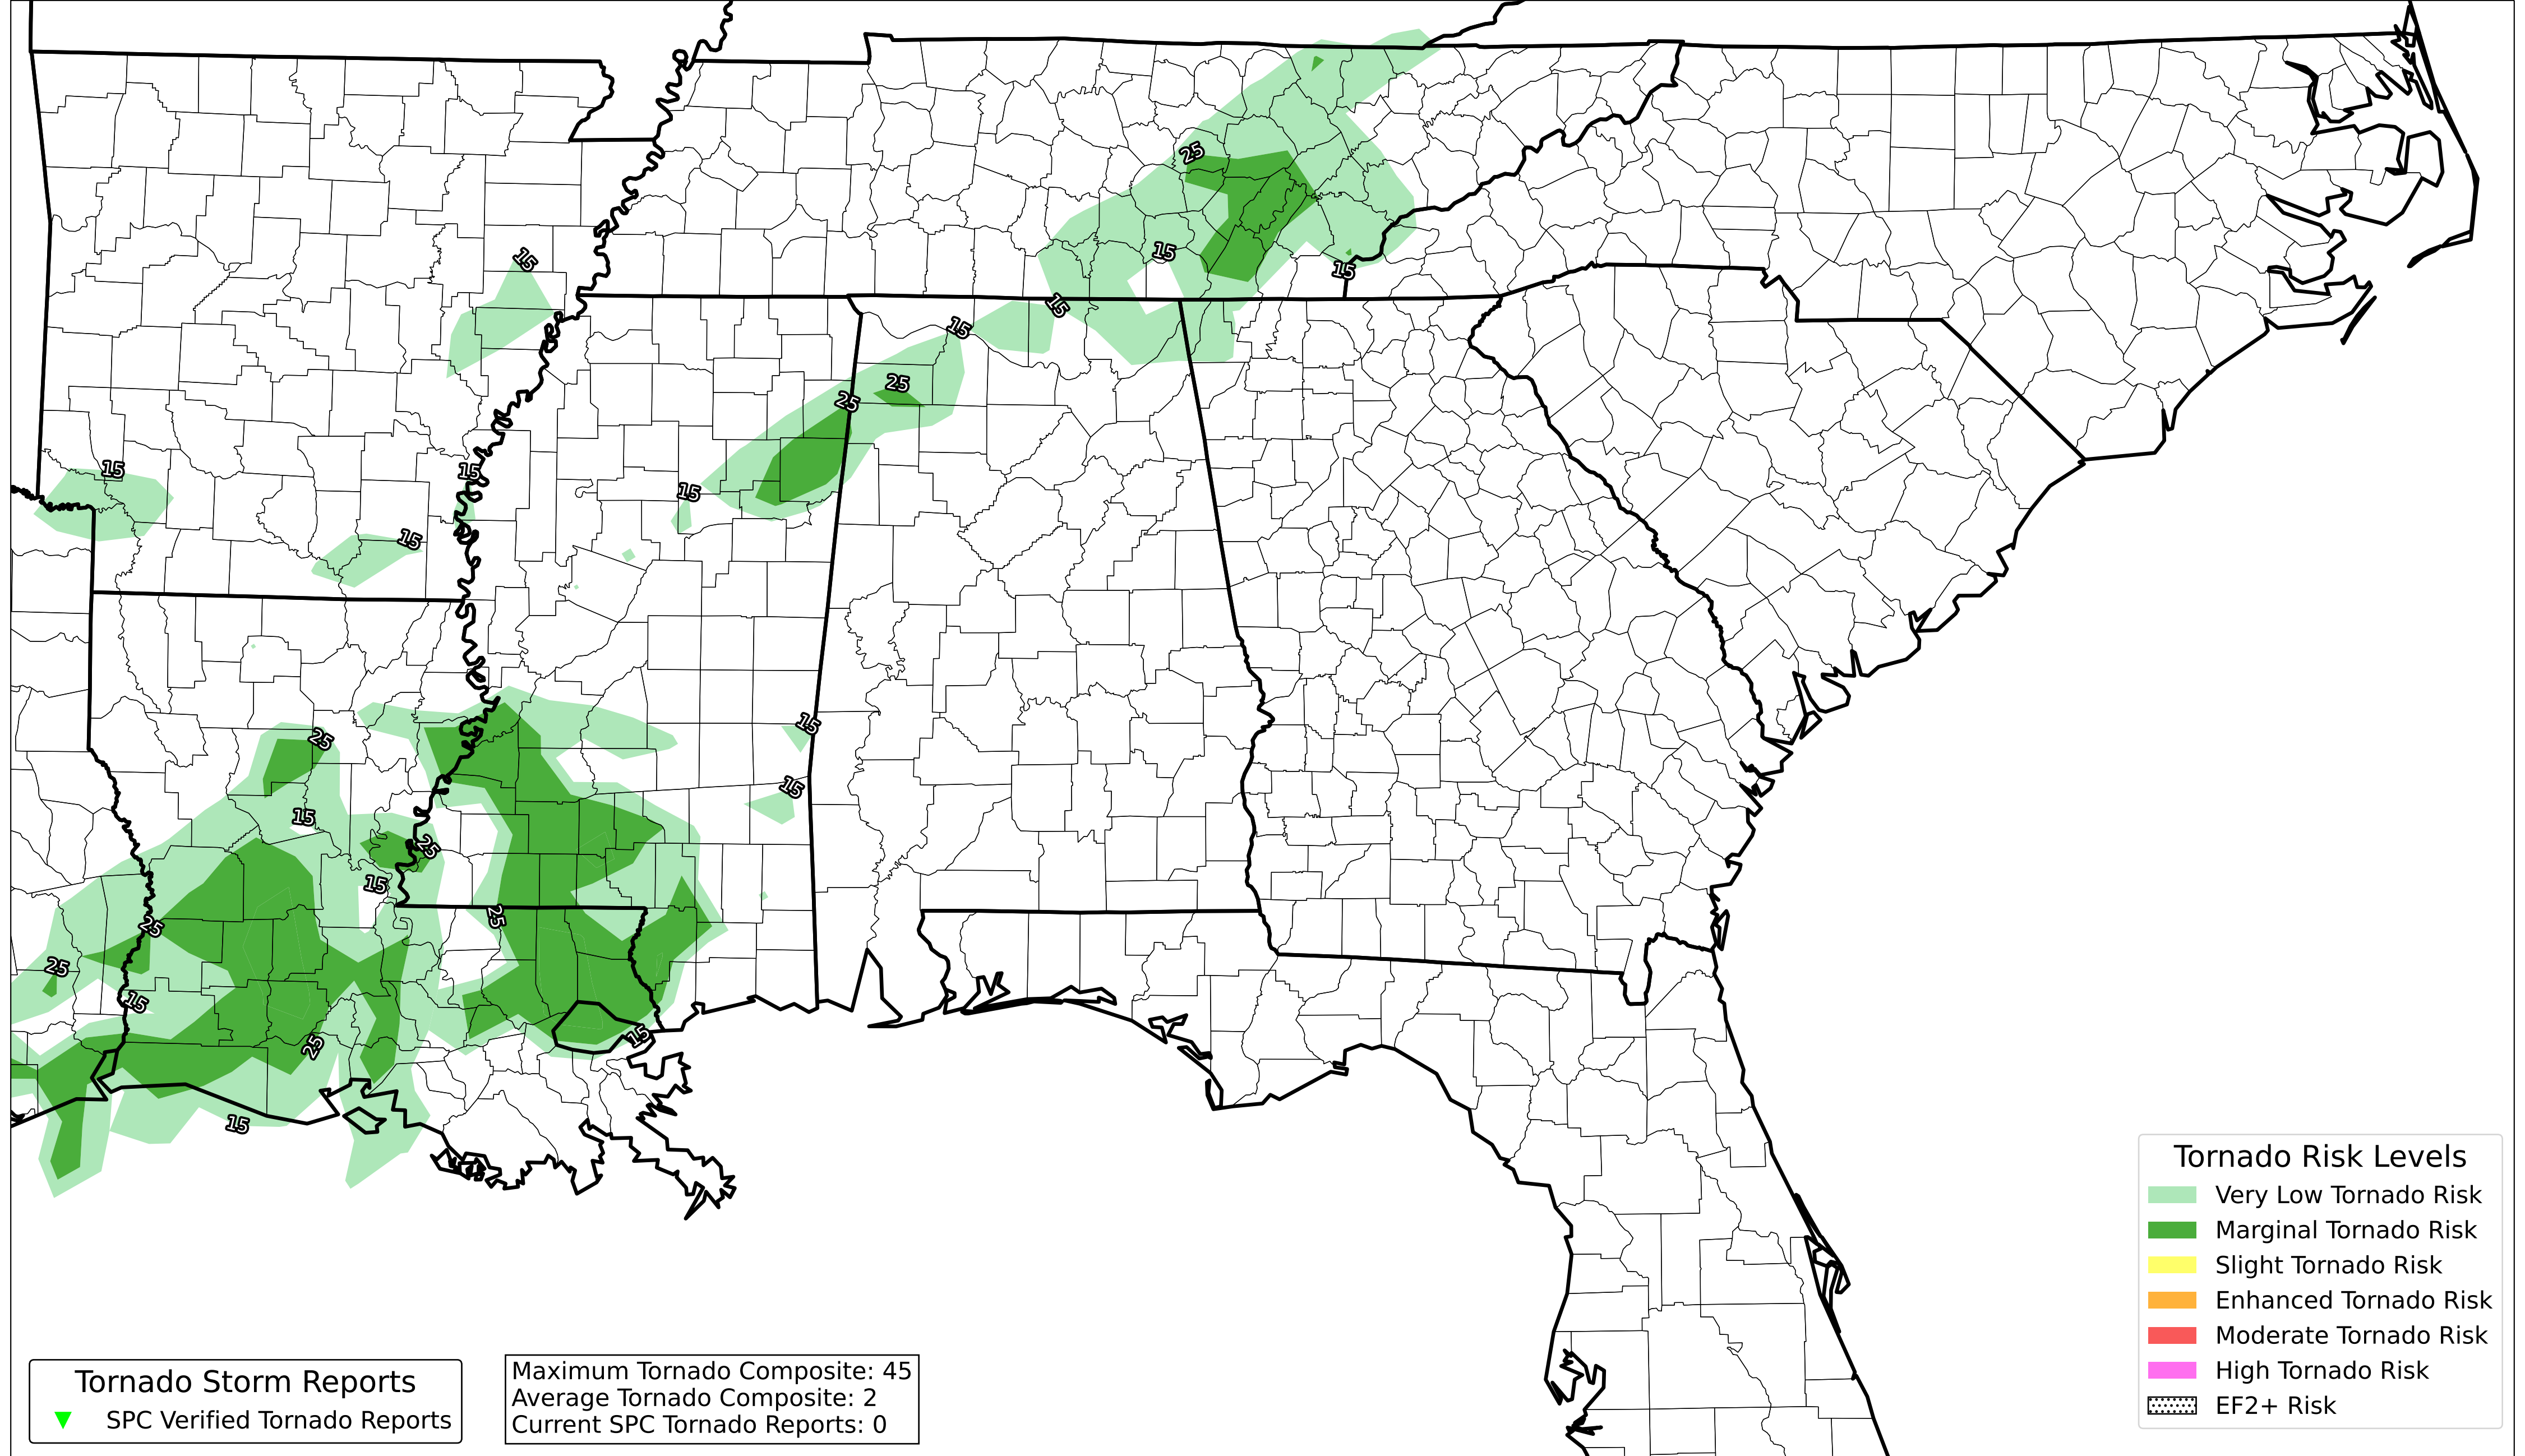 25
15
15
15
15
15
25
25
15
15
15
15
15
25
15
15
25
15
25
25
25
15
15
25
15
Tornado Risk Levels
Very Low Tornado Risk
Marginal Tornado Risk
Slight Tornado Risk
Enhanced Tornado Risk
Moderate Tornado Risk
High Tornado Risk
EF2+ Risk
Tornado Storm Reports
SPC Verified Tornado Reports
Maximum Tornado Composite: 45
Average Tornado Composite: 2
Current SPC Tornado Reports: 0